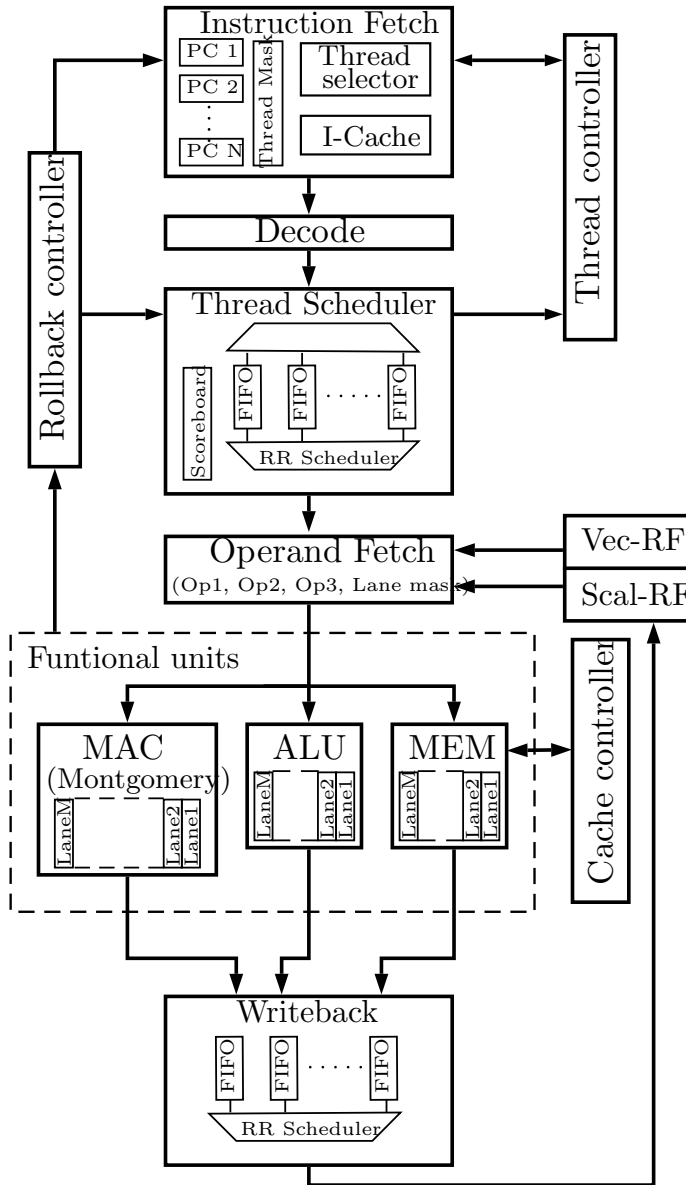 Instruction Fetch
PC 1
PC 2
. . . . .
PC N
Thread Mask
Thread
selector
I-Cache
Thread controller
Rollback controller
Decode
Thread Scheduler
Scoreboard
FIFO
FIFO
. . . . .
FIFO
RR Scheduler
Operand Fetch
(Op1, Op2, Op3, Lane mask)
Vec-RF
Scal-RF
Funtional units
MAC
(Montgomery)
LaneM
Lane2
Lane1
ALU
LaneM
Lane2
Lane1
MEM
LaneM
Lane2
Lane1
Cache controller
Writeback
FIFO
FIFO
. . . . .
FIFO
RR Scheduler